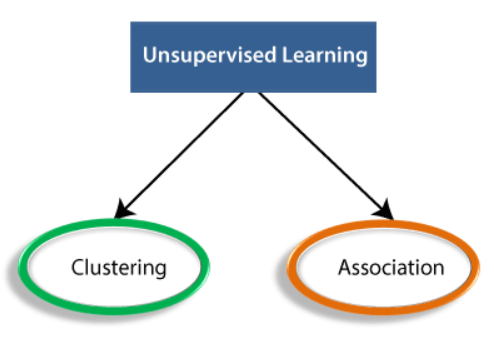 Unsupervised Learning
Clustering
Association